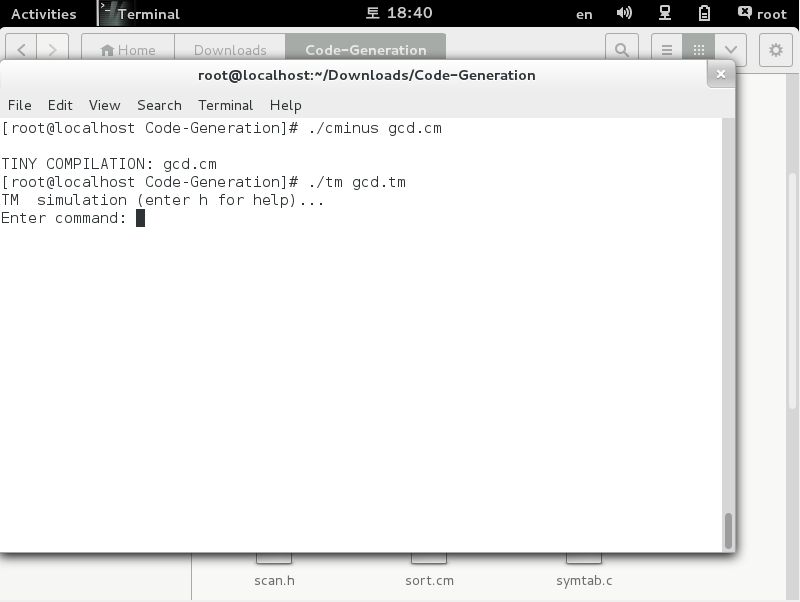 Activities
Terminal
토 18:40
en
root
Home
Downloads
Code-Generation
root@localhost:~/Downloads/Code-Generation
File Edit View Search Terminal Help
[root@localhost Code-Generation]# ./cminus gcd.cm
TINY COMPILATION: gcd.cm
[root@localhost Code-Generation]# ./tm gcd.tm
TM  simulation (enter h for help)...
Enter command:
scan.h
sort.cm
symtab.c